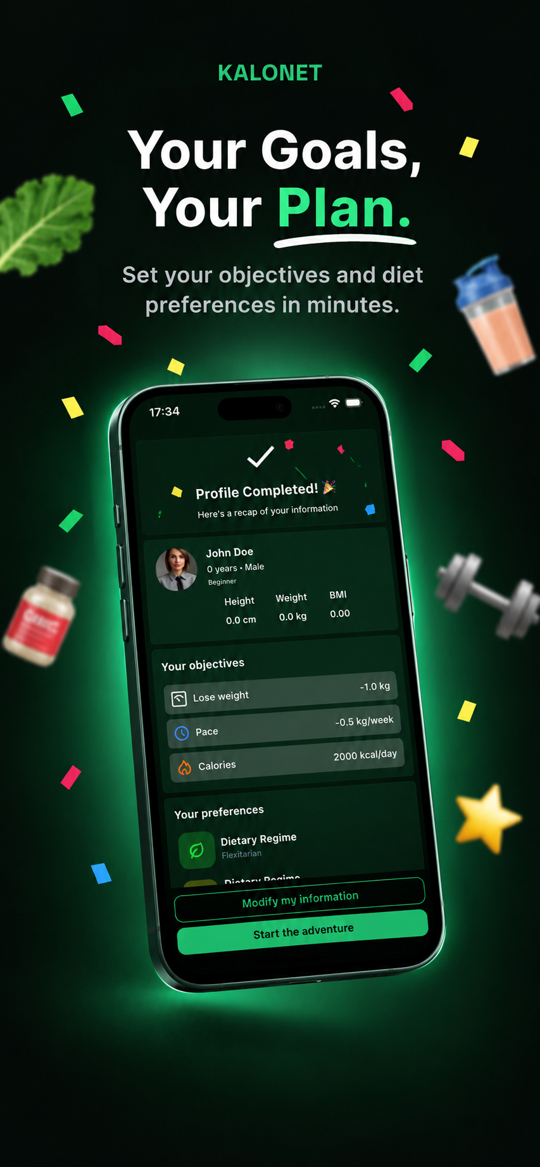 KALONET
Your Goals,
Your Plan.
Set your objectives and diet
preferences in minutes.
17:34
Profile Completed! 🎉
Here's a recap of your information
John Doe
0 years • Male
Beginner
Height Weight BMI
0.0 cm 0.0 kg 0.00
Your objectives
Lose weight -1.0 kg
Pace -0.5 kg/week
Calories 2000 kcal/day
Your preferences
Dietary Regime
Flexitarian
Dietary Regime
Modify my information
Start the adventure